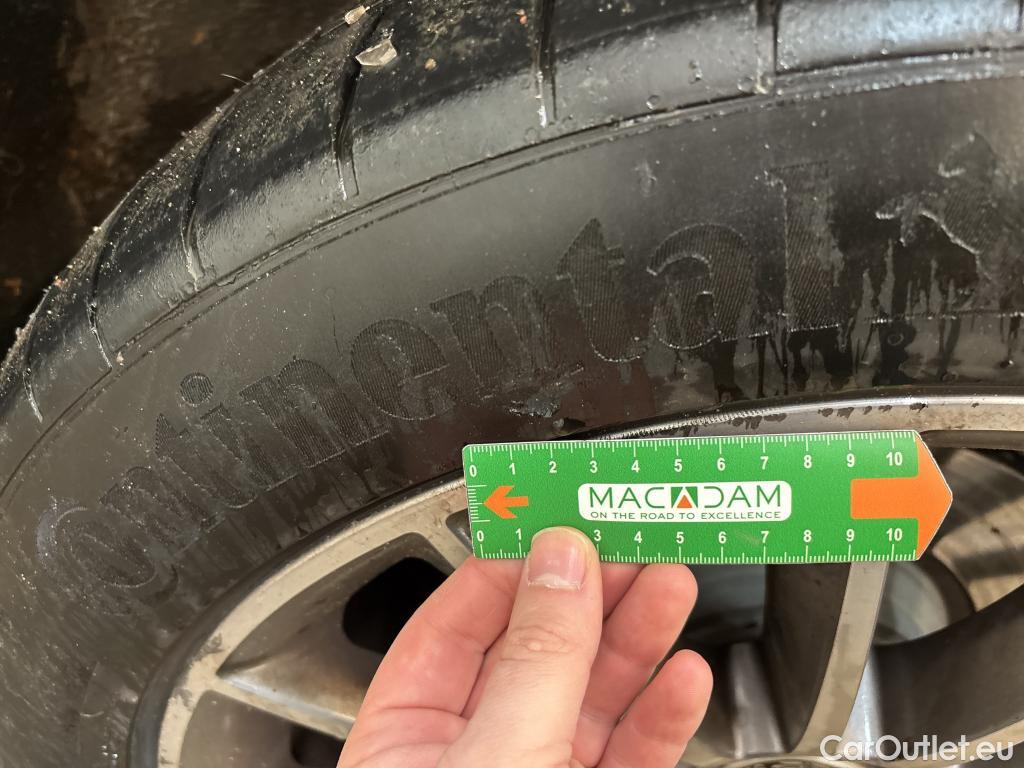 Continental
0 1 2 3 4 5 6 7 8 9 10
MACADAM
ON THE ROAD TO EXCELLENCE
0 1 3 4 5 6 7 8 9 10
CarOutlet.eu